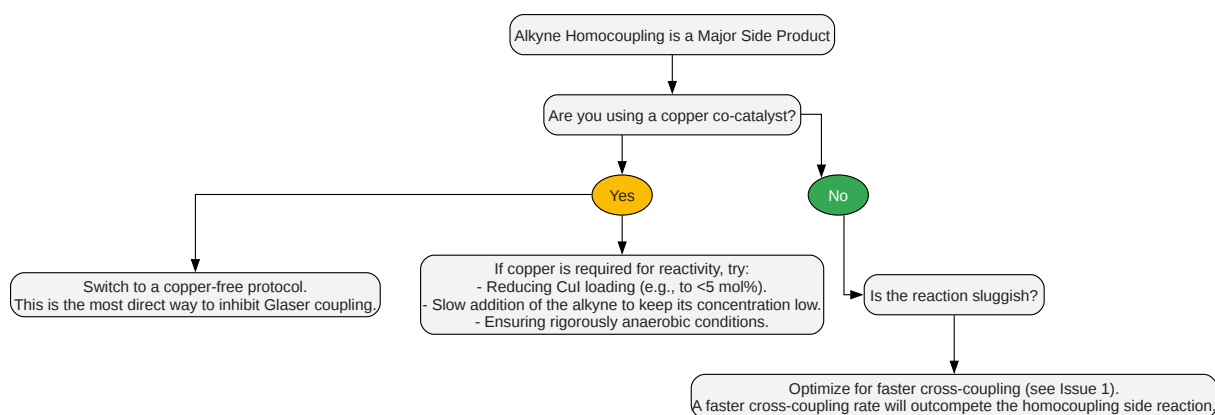 Alkyne Homocoupling is a Major Side Product
Are you using a copper co-catalyst?
Yes
No
Switch to a copper-free protocol.
This is the most direct way to inhibit Glaser coupling.
If copper is required for reactivity, try:
- Reducing CuI loading (e.g., to <5 mol%).
- Slow addition of the alkyne to keep its concentration low.
- Ensuring rigorously anaerobic conditions.
Is the reaction sluggish?
Optimize for faster cross-coupling (see Issue 1).
A faster cross-coupling rate will outcompete the homocoupling side reaction.